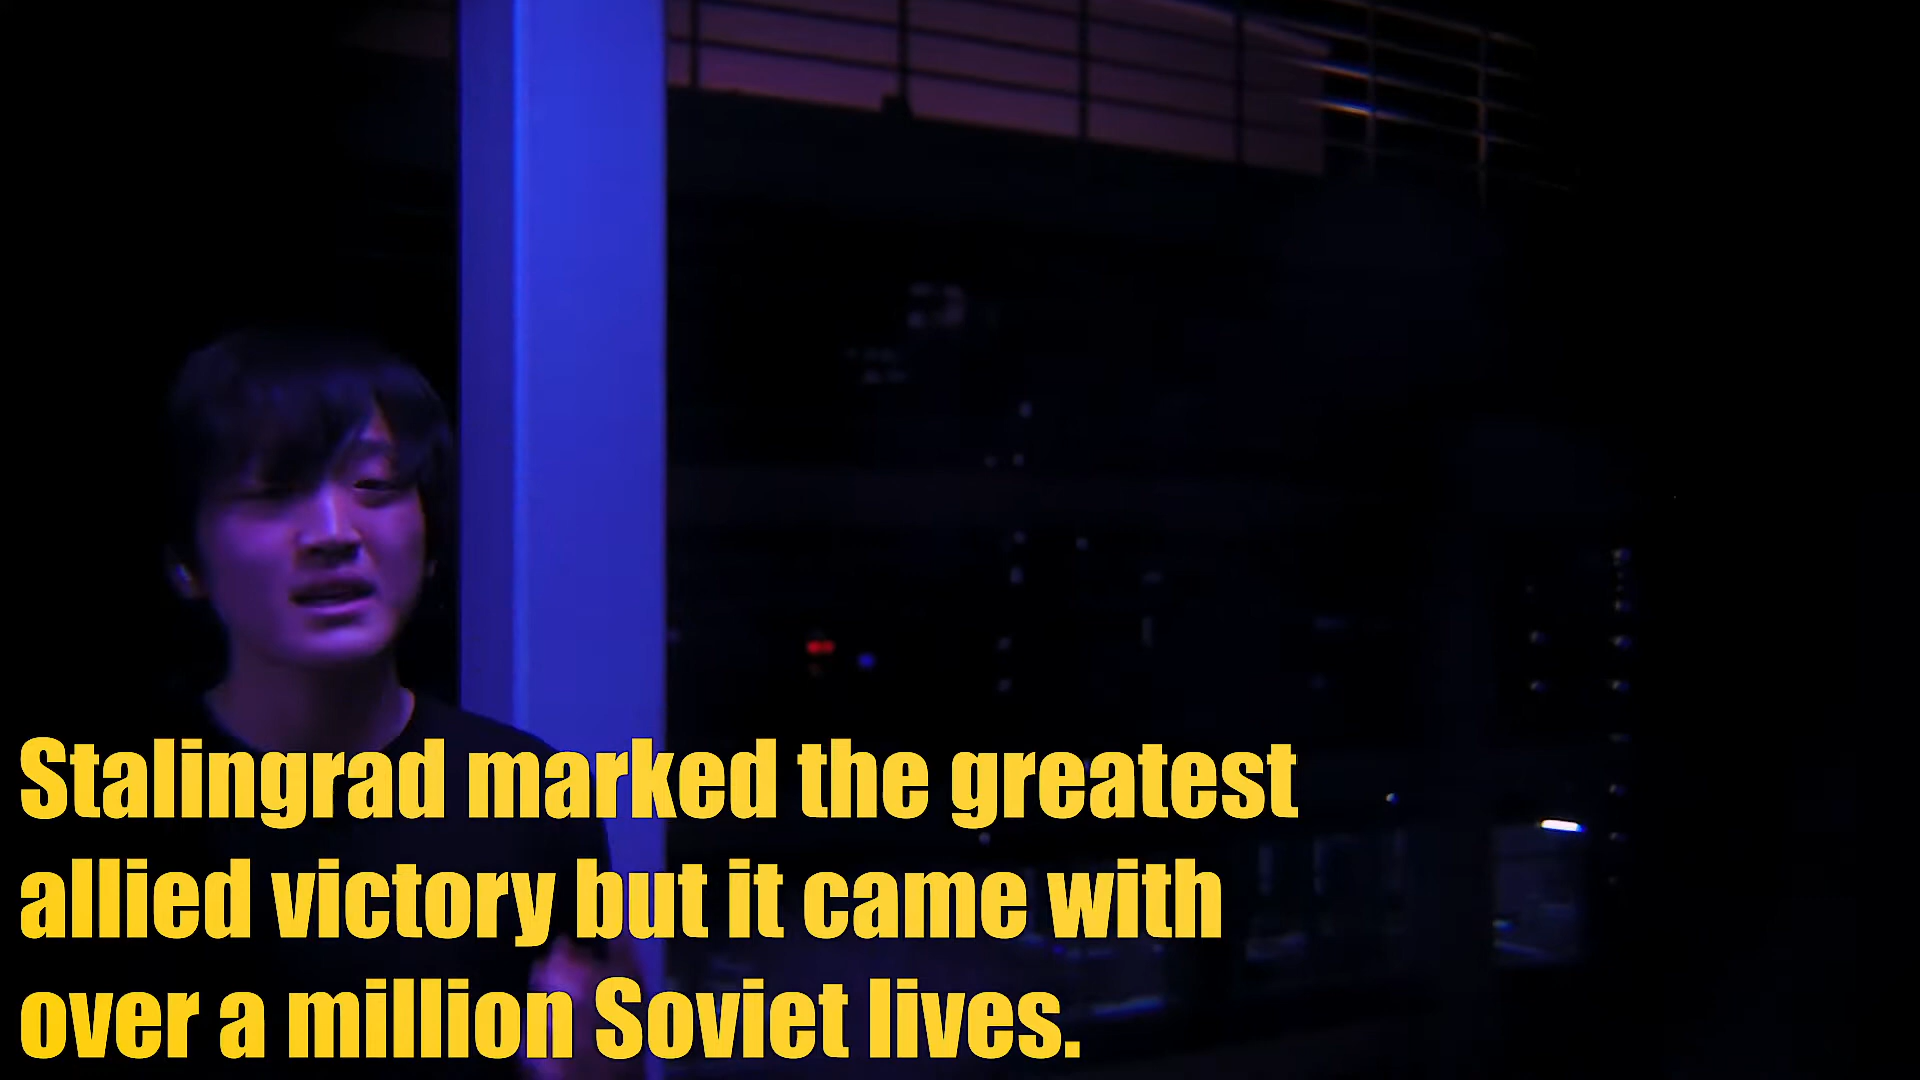 Stalingrad marked the greatest
allied victory but it came with
over a million Soviet lives.